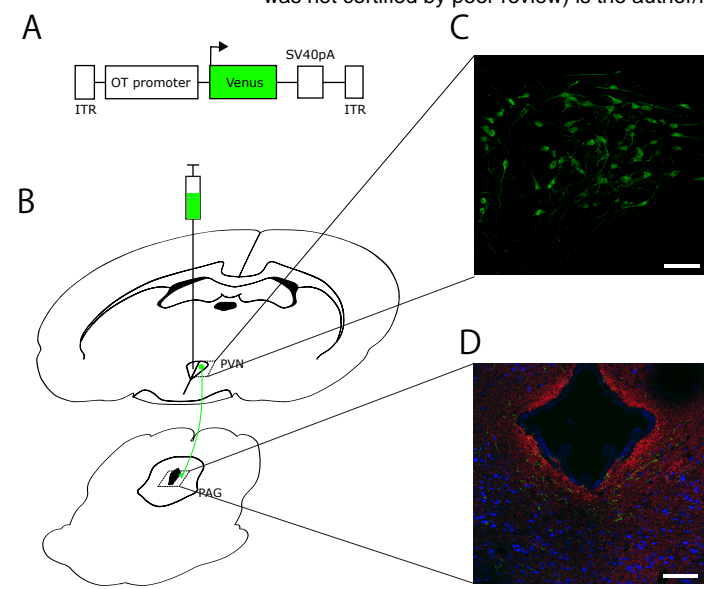 was not certified by peer review) is the author/f
A
C
SV40pA
OT promoter
Venus
ITR
ITR
B
PVN
D
PAG